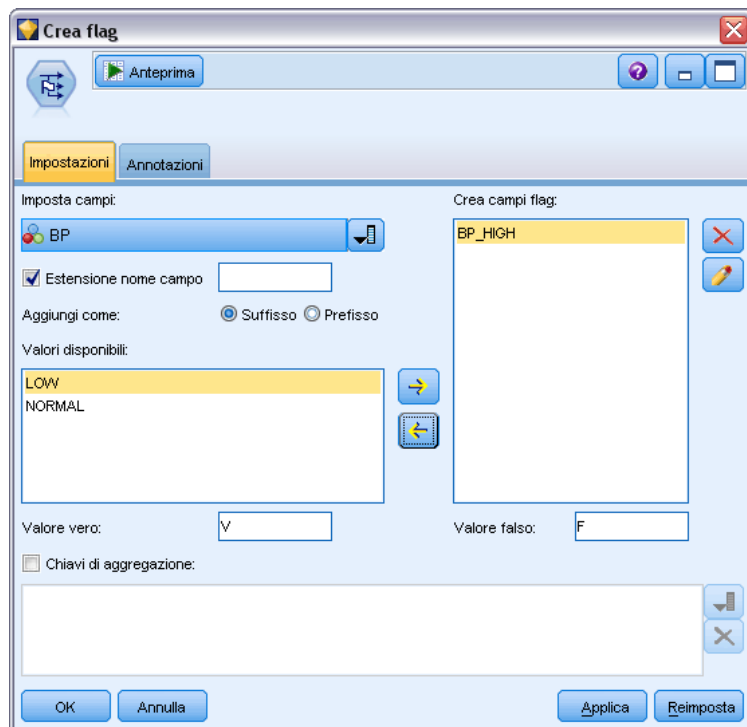 Crea flag
Anteprima
Impostazioni
Annotazioni
Imposta campi:
Crea campi flag:
BP
BP_HIGH
Estensione nome campo
Aggiungi come:
Suffisso
Prefisso
Valori disponibili:
LOW
NORMAL
Valore vero:
V
Valore falso:
F
Chiavi di aggregazione:
OK
Annulla
Applica
Reimposta